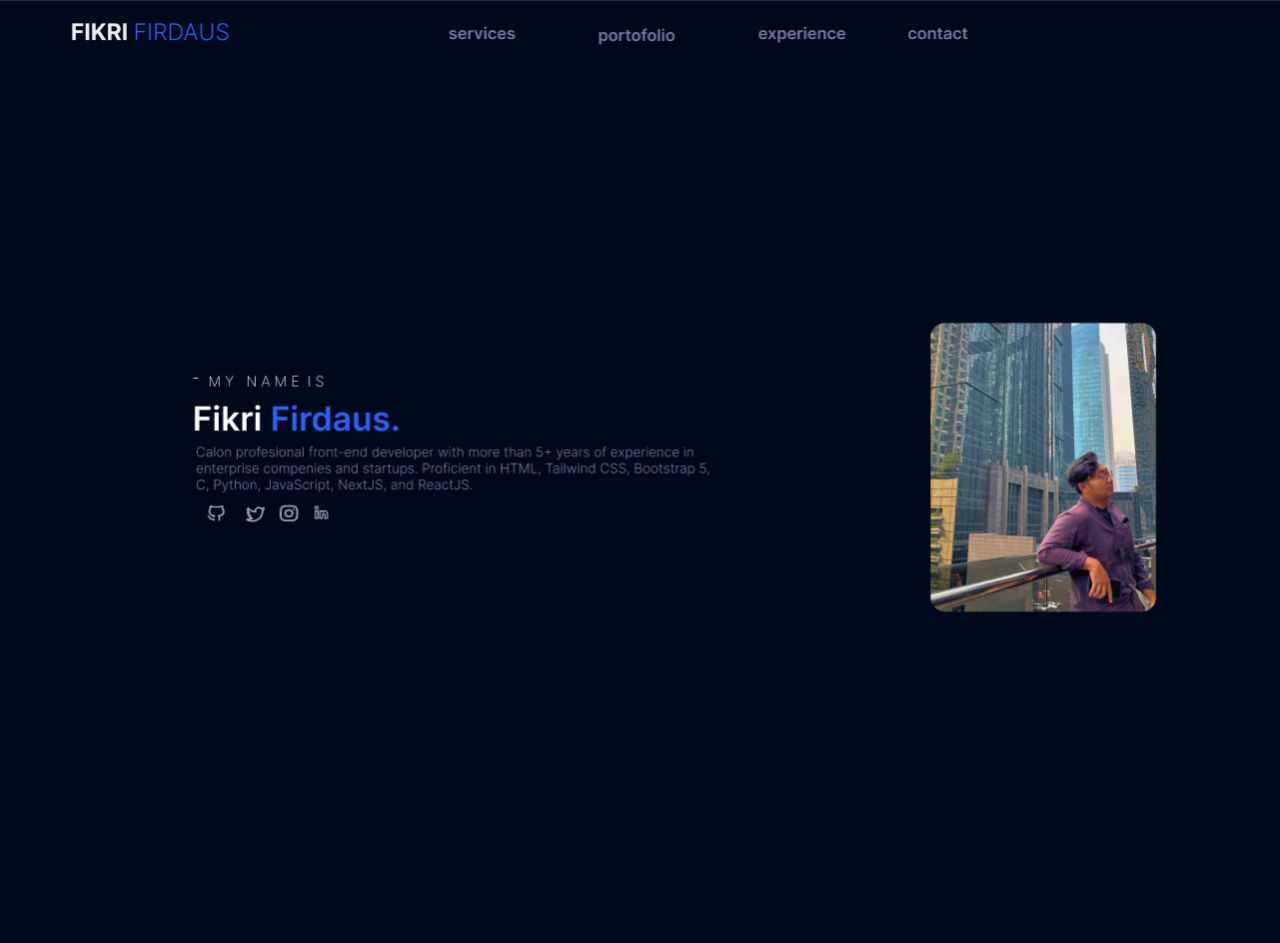 FIKRI FIRDAUS
services portofolio experience contact
- MY NAME IS
Fikri Firdaus.
Calon profesional front-end developer with more than 5+ years of experience in
enterprise compenies and startups. Proficient in HTML, Tailwind CSS, Bootstrap 5,
C, Python, JavaScript, NextJS, and ReactJS.